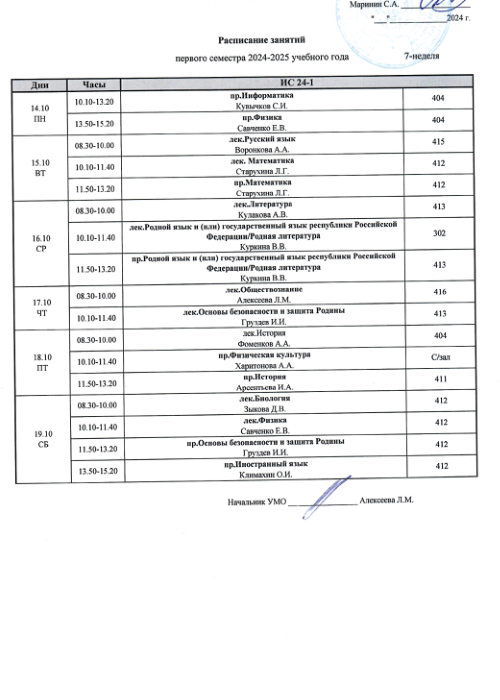 Маринин С.А.
"__" __________2024 г.
Расписание занятий
первого семестра 2024-2025 учебного года 7-неделя
Дни Часы ИС 24-1
14.10
ПН
10.10-13.20 пр.Информатика
Кувычков С.И. 404
13.50-15.20 пр.Физика
Савченко Е.В. 404
15.10
ВТ
08.30-10.00 лек.Русский язык
Воронкова А.А. 415
10.10-11.40 лек. Математика
Старухина Л.Г. 412
11.50-13.20 пр.Математика
Старухина Л.Г. 412
16.10
СР
08.30-10.00 лек.Литература
Кулакова А.В. 413
10.10-11.40 лек.Родной язык и (или) государственный язык республики Российской
Федерации/Родная литература
Куркина В.В. 302
11.50-13.20 пр.Родной язык и (или) государственный язык республики Российской
Федерации/Родная литература
Куркина В.В. 413
17.10
ЧТ
08.30-10.00 лек.Обществознание
Алексеева Л.М. 416
10.10-11.40 лек.Основы безопасности и защита Родины
Груздев И.И. 413
18.10
ПТ
08.30-10.00 лек.История
Фоменков А.А. 404
10.10-11.40 пр.Физическая культура
Харитонова А.А. С/зал
11.50-13.20 пр.История
Арсентьева И.А. 411
19.10
СБ
08.30-10.00 лек.Биология
Зыкова Д.В. 412
10.10-11.40 лек.Физика
Савченко Е.В. 412
11.50-13.20 пр.Основы безопасности и защита Родины
Груздев И.И. 412
13.50-15.20 пр.Иностранный язык
Климахин О.И. 412
Начальник УМО ______________ Алексеева Л.М.